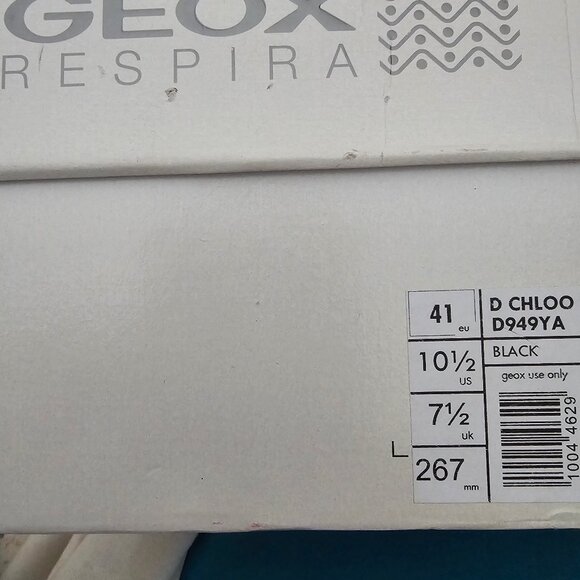 GEOX
RESPIRA
41 eu
D CHLOO
D949YA
10½ US
BLACK
geox use only
7½ uk
267 mm
1004 4629